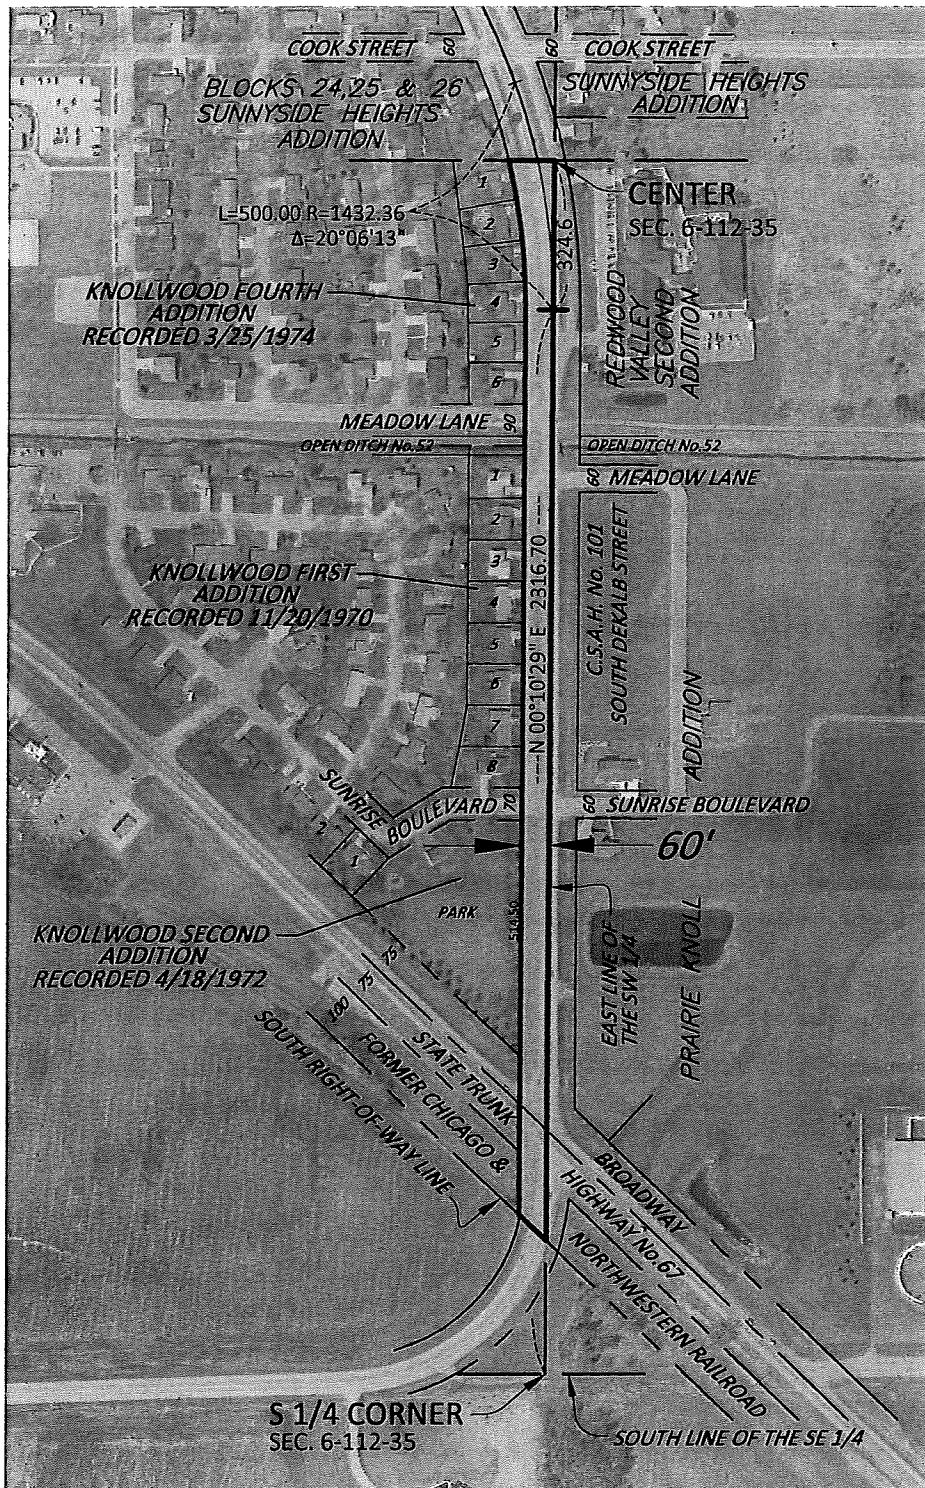 COOK STREET
60
60
COOK STREET
BLOCKS 24,25 & 26
SUNNYSIDE HEIGHTS
ADDITION
SUNNYSIDE HEIGHTS
ADDITION
CENTER
SEC. 6-112-35
L=500.00 R=1432.36
Δ=20°06'13"
1
2
3
4
5
6
324.6
KNOLLWOOD FOURTH
ADDITION
RECORDED 3/25/1974
REDWOOD
VALLEY
SECOND
ADDITION
MEADOW LANE
90
OPEN DITCH No.52
OPEN DITCH No.52
60
MEADOW LANE
1
2
3
4
5
6
7
8
KNOLLWOOD FIRST
ADDITION
RECORDED 11/20/1970
N 00°10'29" E 2316.70
C.S.A.H. No. 101
SOUTH DEKALB STREET
SUNRISE
BOULEVARD
70
60
SUNRISE BOULEVARD
2
1
60'
PARK
514.50
KNOLLWOOD SECOND
ADDITION
RECORDED 4/18/1972
EAST LINE OF
THE SW 1/4
PRAIRIE KNOLL ADDITION
100
75
75
STATE TRUNK
HIGHWAY No.67
FORMER CHICAGO &
NORTHWESTERN RAILROAD
SOUTH RIGHT-OF-WAY LINE
BROADWAY
S 1/4 CORNER
SEC. 6-112-35
SOUTH LINE OF THE SE 1/4